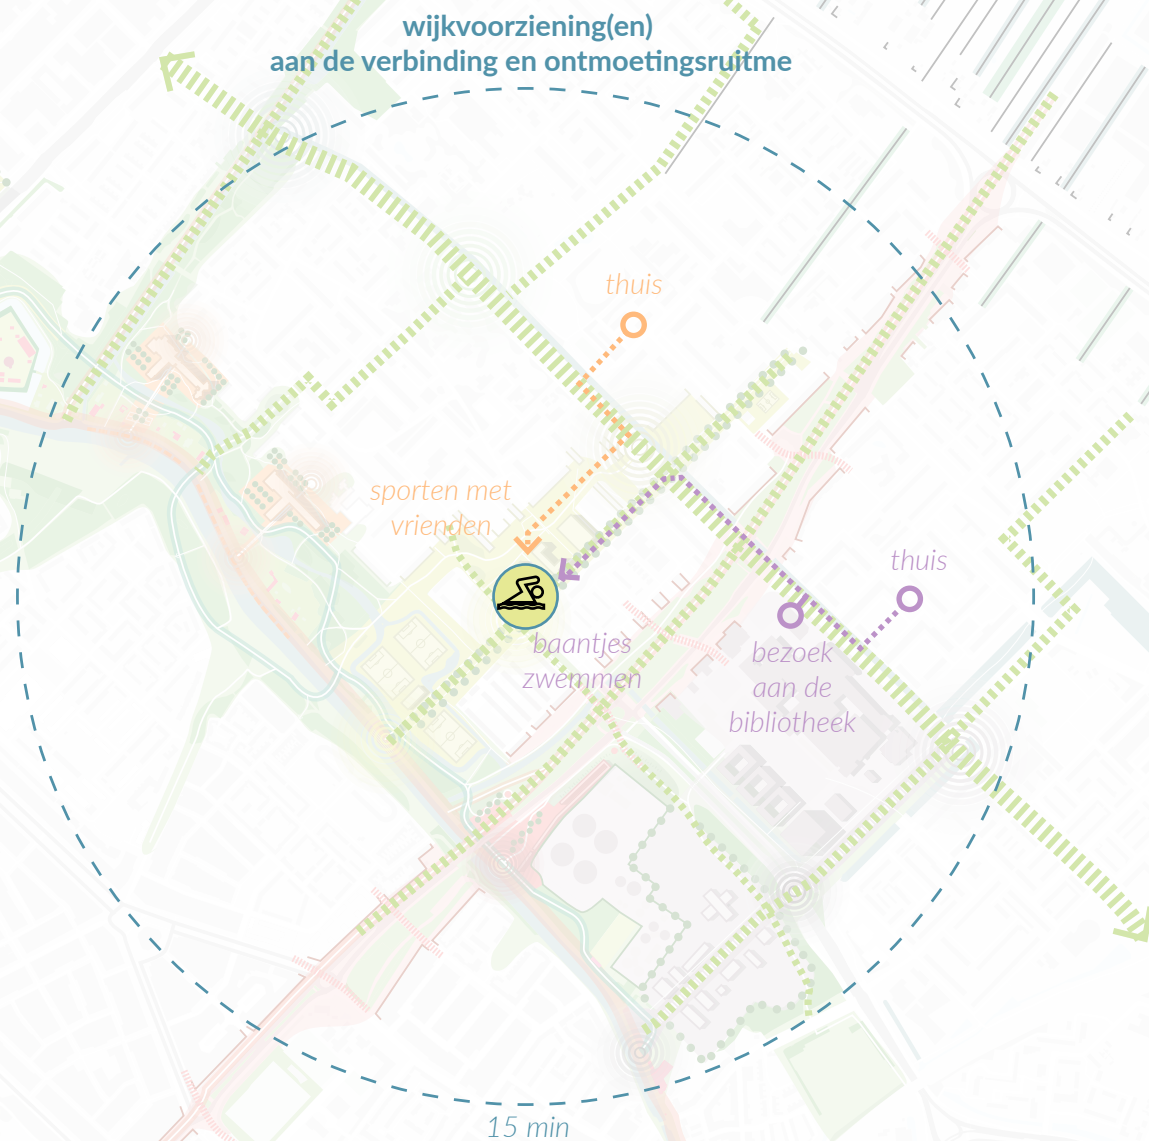 wijkvoorziening(en)
aan de verbinding en ontmoetingsruitme
thuis
sporten met
vrienden
thuis
baantjes
zwemmen
bezoek
aan de
bibliotheek
15 min